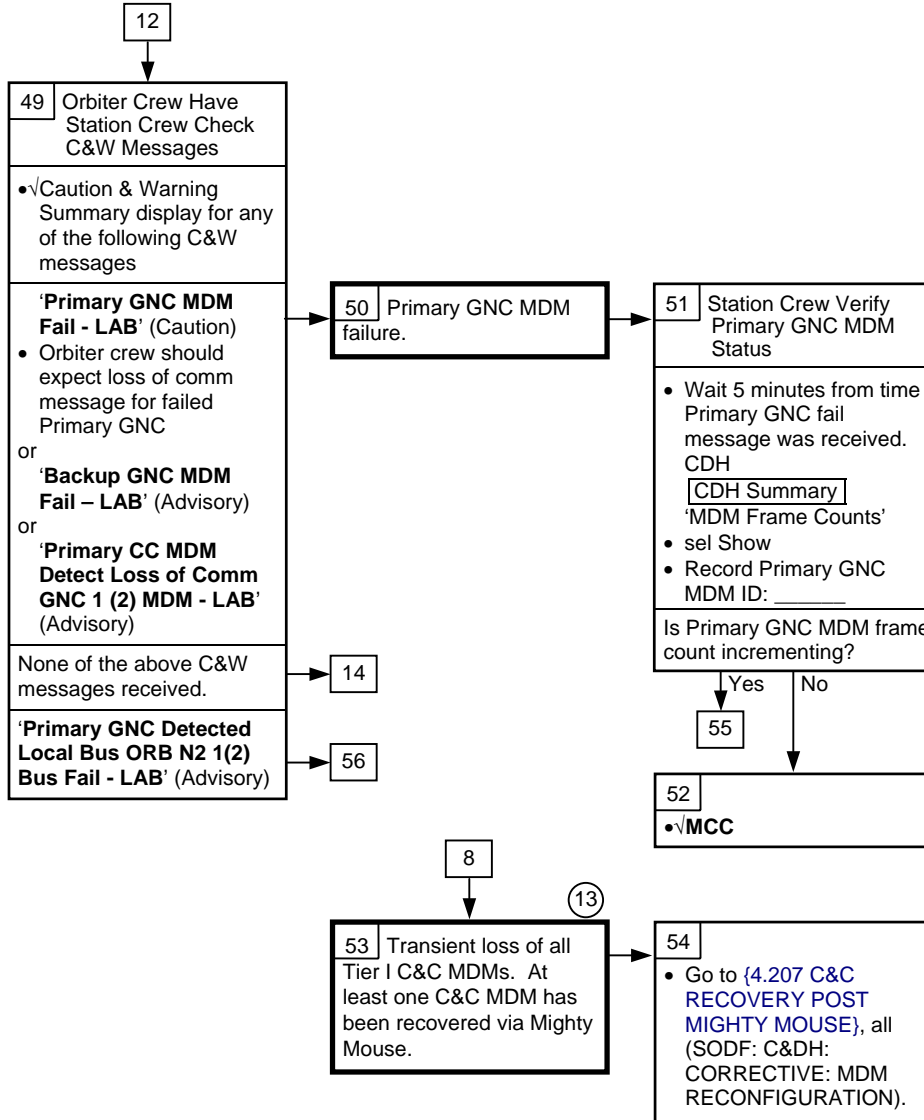 12
49 Orbiter Crew Have
Station Crew Check
C&W Messages
•√Caution & Warning
Summary display for any
of the following C&W
messages
‘Primary GNC MDM
Fail - LAB’ (Caution)
• Orbiter crew should
expect loss of comm
message for failed
Primary GNC
or
‘Backup GNC MDM
Fail – LAB’ (Advisory)
or
‘Primary CC MDM
Detect Loss of Comm
GNC 1 (2) MDM - LAB’
(Advisory)
None of the above C&W
messages received.
14
‘Primary GNC Detected
Local Bus ORB N2 1(2)
Bus Fail - LAB’ (Advisory)
56
50 Primary GNC MDM
failure.
51 Station Crew Verify
Primary GNC MDM
Status
• Wait 5 minutes from time
Primary GNC fail
message was received.
CDH
CDH Summary
‘MDM Frame Counts’
• sel Show
• Record Primary GNC
MDM ID: ______
Is Primary GNC MDM frame
count incrementing?
Yes No
55
52
•√MCC
8
13
53 Transient loss of all
Tier I C&C MDMs. At
least one C&C MDM has
been recovered via Mighty
Mouse.
54
• Go to {4.207 C&C
RECOVERY POST
MIGHTY MOUSE}, all
(SODF: C&DH:
CORRECTIVE: MDM
RECONFIGURATION).